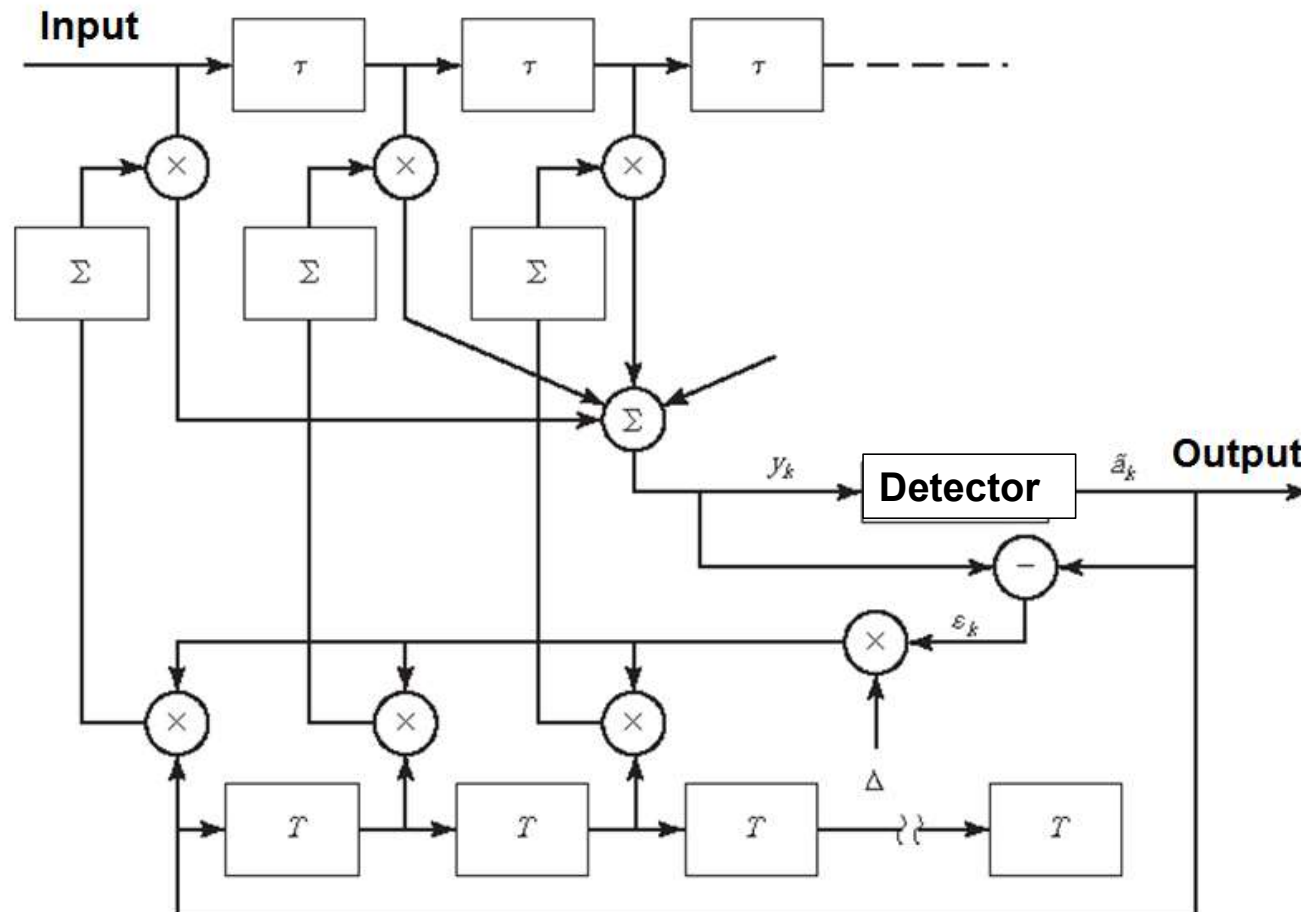 Input
τ τ τ
× × ×
Σ Σ Σ
Σ
y_k Detector ã_k Output
−
ε_k
×
× × ×
Δ
T T T T